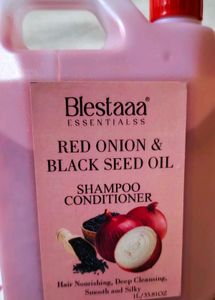 Blestaaa
ESSENTIALSS
RED ONION &
BLACK SEED OIL
SHAMPOO
CONDITIONER
Hair Nourishing, Deep Cleansing,
Smooth and Silky
1L/33.81OZ